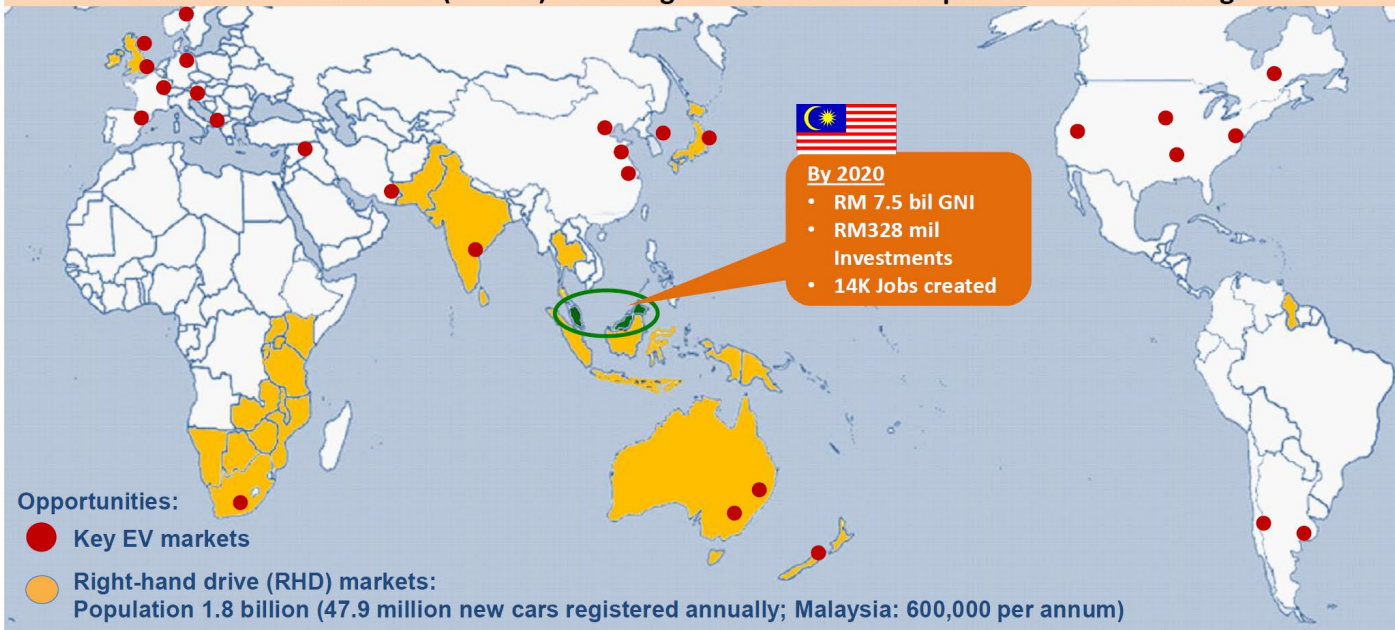 By 2020
• RM 7.5 bil GNI
• RM328 mil
Investments
• 14K Jobs created
Opportunities:
Key EV markets
Right-hand drive (RHD) markets:
Population 1.8 billion (47.9 million new cars registered annually; Malaysia: 600,000 per annum)